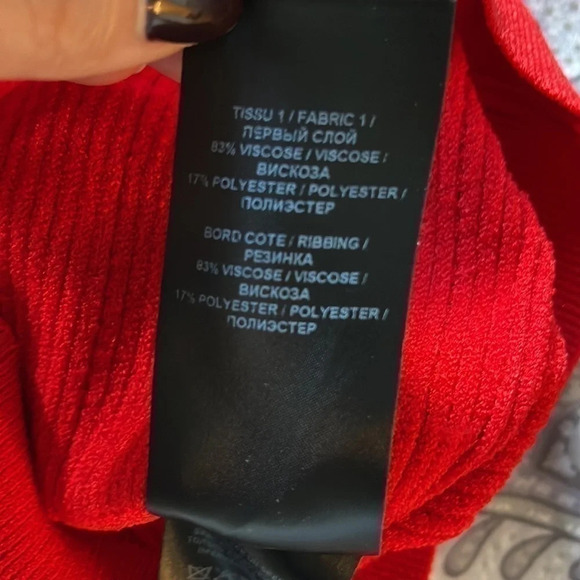 TISSU 1 / FABRIC 1 /
ПЕРВЫЙ СЛОЙ
83% VISCOSE / VISCOSE /
ВИСКОЗА
17% POLYESTER / POLYESTER /
ПОЛИЭСТЕР
BORD COTE / RIBBING /
РЕЗИНКА
83% VISCOSE / VISCOSE /
ВИСКОЗА
17% POLYESTER / POLYESTER /
ПОЛИЭСТЕР